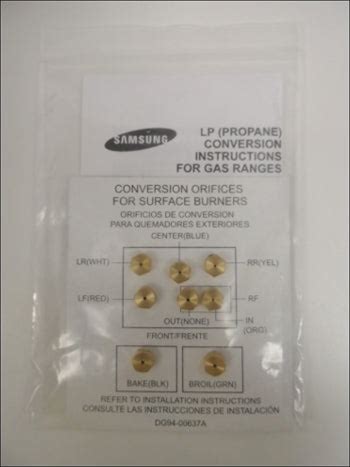 SAMSUNG
LP (PROPANE)
CONVERSION
INSTRUCTIONS
FOR GAS RANGES
CONVERSION ORIFICES
FOR SURFACE BURNERS
ORIFICIOS DE CONVERSION
PARA QUEMADORES EXTERIORES
CENTER(BLUE)
LR(WHT)
RR(YEL)
LF(RED)
RF
OUT(NONE)
IN
(ORG)
FRONT/FRENTE
BAKE(BLK)
BROIL(GRN)
REFER TO INSTALLATION INSTRUCTIONS
CONSULTE LAS INSTRUCCIONES DE INSTALACIÓN
DG94-00637A